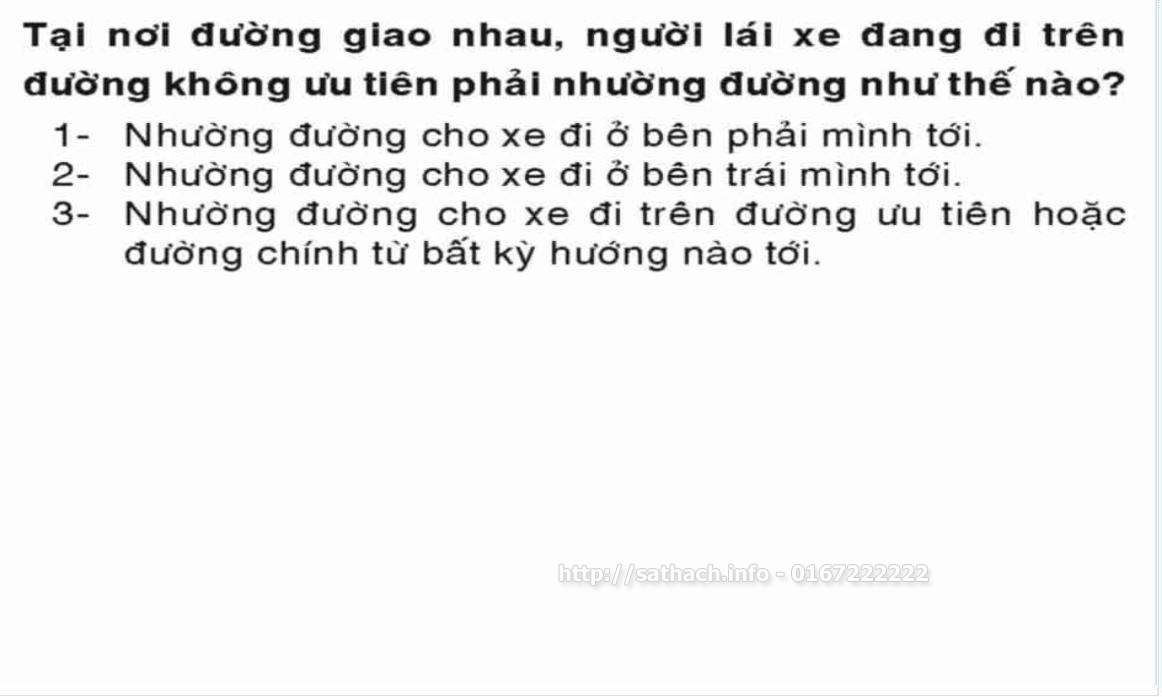 Tại nơi đường giao nhau, người lái xe đang đi trên
đường không ưu tiên phải nhường đường như thế nào?
1- Nhường đường cho xe đi ở bên phải mình tới.
2- Nhường đường cho xe đi ở bên trái mình tới.
3- Nhường đường cho xe đi trên đường ưu tiên hoặc
đường chính từ bất kỳ hướng nào tới.
http://sathach.info - 0167222222